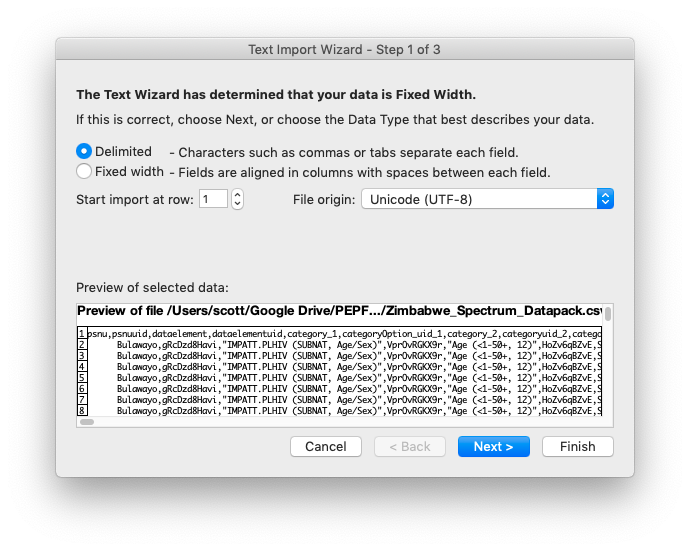 Text Import Wizard - Step 1 of 3
The Text Wizard has determined that your data is Fixed Width.
If this is correct, choose Next, or choose the Data Type that best describes your data.
Delimited - Characters such as commas or tabs separate each field.
Fixed width - Fields are aligned in columns with spaces between each field.
Start import at row: 1 File origin: Unicode (UTF-8)
Preview of selected data:
Preview of file /Users/scott/Google Drive/PEPF.../Zimbabwe_Spectrum_Datapack.csv
1 psnu,psnuuid,dataelement,dataelementuid,category_1,categoryOption_uid_1,category_2,categoryuid_2,categ
2 Bulawayo,gRcDzd8Havi,"IMPATT.PLHIV (SUBNAT, Age/Sex)",VprOvRGKX9r,"Age (<1-50+, 12)",HoZv6qBZvE,S
3 Bulawayo,gRcDzd8Havi,"IMPATT.PLHIV (SUBNAT, Age/Sex)",VprOvRGKX9r,"Age (<1-50+, 12)",HoZv6qBZvE,S
4 Bulawayo,gRcDzd8Havi,"IMPATT.PLHIV (SUBNAT, Age/Sex)",VprOvRGKX9r,"Age (<1-50+, 12)",HoZv6qBZvE,S
5 Bulawayo,gRcDzd8Havi,"IMPATT.PLHIV (SUBNAT, Age/Sex)",VprOvRGKX9r,"Age (<1-50+, 12)",HoZv6qBZvE,S
6 Bulawayo,gRcDzd8Havi,"IMPATT.PLHIV (SUBNAT, Age/Sex)",VprOvRGKX9r,"Age (<1-50+, 12)",HoZv6qBZvE,S
7 Bulawayo,gRcDzd8Havi,"IMPATT.PLHIV (SUBNAT, Age/Sex)",VprOvRGKX9r,"Age (<1-50+, 12)",HoZv6qBZvE,S
8 Bulawayo,gRcDzd8Havi,"IMPATT.PLHIV (SUBNAT, Age/Sex)",VprOvRGKX9r,"Age (<1-50+, 12)",HoZv6qBZvE,S
Cancel < Back Next > Finish